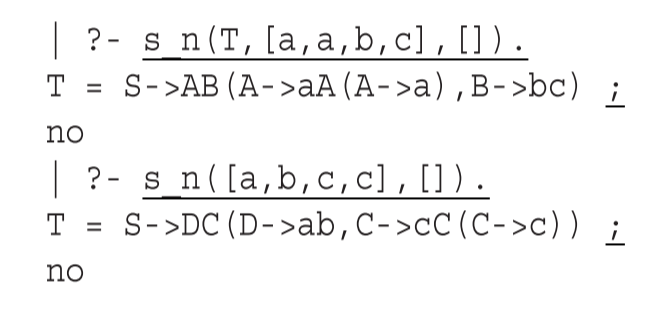 | ?- s_n(T,[a,a,b,c],[]).
T = S->AB(A->aA(A->a),B->bc) ;
no
| ?- s_n([a,b,c,c],[]).
T = S->DC(D->ab,C->cC(C->c)) ;
no